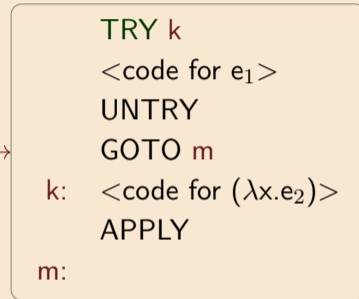 TRY k
<code for e₁>
UNTRY
GOTO m
k: <code for (λx.e₂)>
APPLY
m: